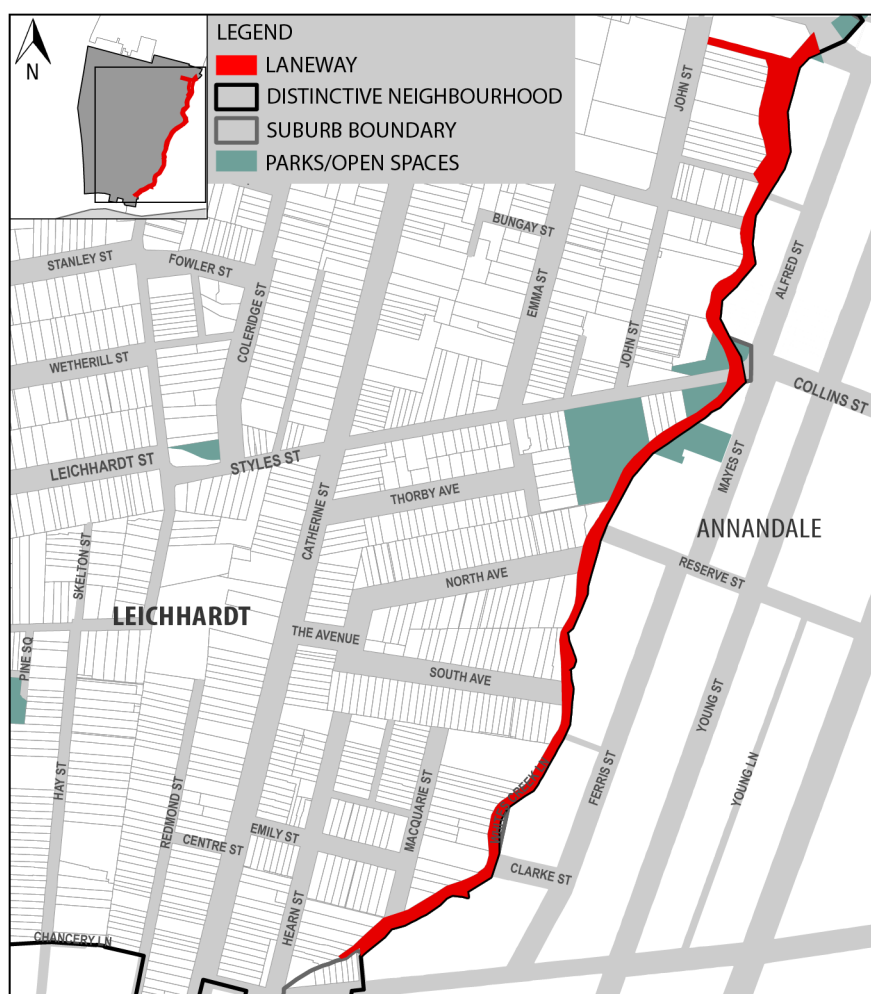 N
LEGEND
LANEWAY
DISTINCTIVE NEIGHBOURHOOD
SUBURB BOUNDARY
PARKS/OPEN SPACES
JOHN ST
BUNGAY ST
STANLEY ST
FOWLER ST
EMMA ST
ALFRED ST
COLERIDGE ST
JOHN ST
WETHERILL ST
COLLINS ST
LEICHHARDT ST
STYLES ST
MAYES ST
THORBY AVE
CATHERINE ST
ANNANDALE
SKELTON ST
NORTH AVE
RESERVE ST
LEICHHARDT
THE AVENUE
PINE SQ
SOUTH AVE
YOUNG ST
HAY ST
FERRIS ST
YOUNG LN
REDMOND ST
MACQUARIE ST
EMILY ST
CENTRE ST
CLARKE ST
HEARN ST
CHANCERY LN